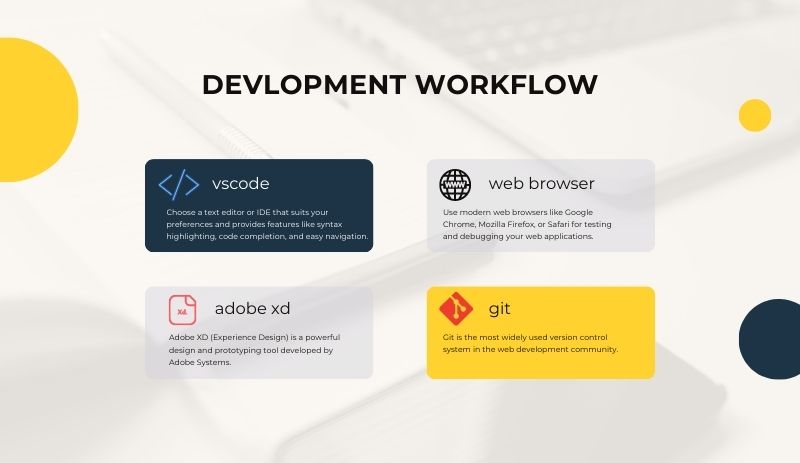 DEVLOPMENT WORKFLOW
vscode
Choose a text editor or IDE that suits your
preferences and provides features like syntax
highlighting, code completion, and easy navigation.
WWW
web browser
Use modern web browsers like Google
Chrome, Mozilla Firefox, or Safari for testing
and debugging your web applications.
Xd
adobe xd
Adobe XD (Experience Design) is a powerful
design and prototyping tool developed by
Adobe Systems.
git
Git is the most widely used version control
system in the web development community.